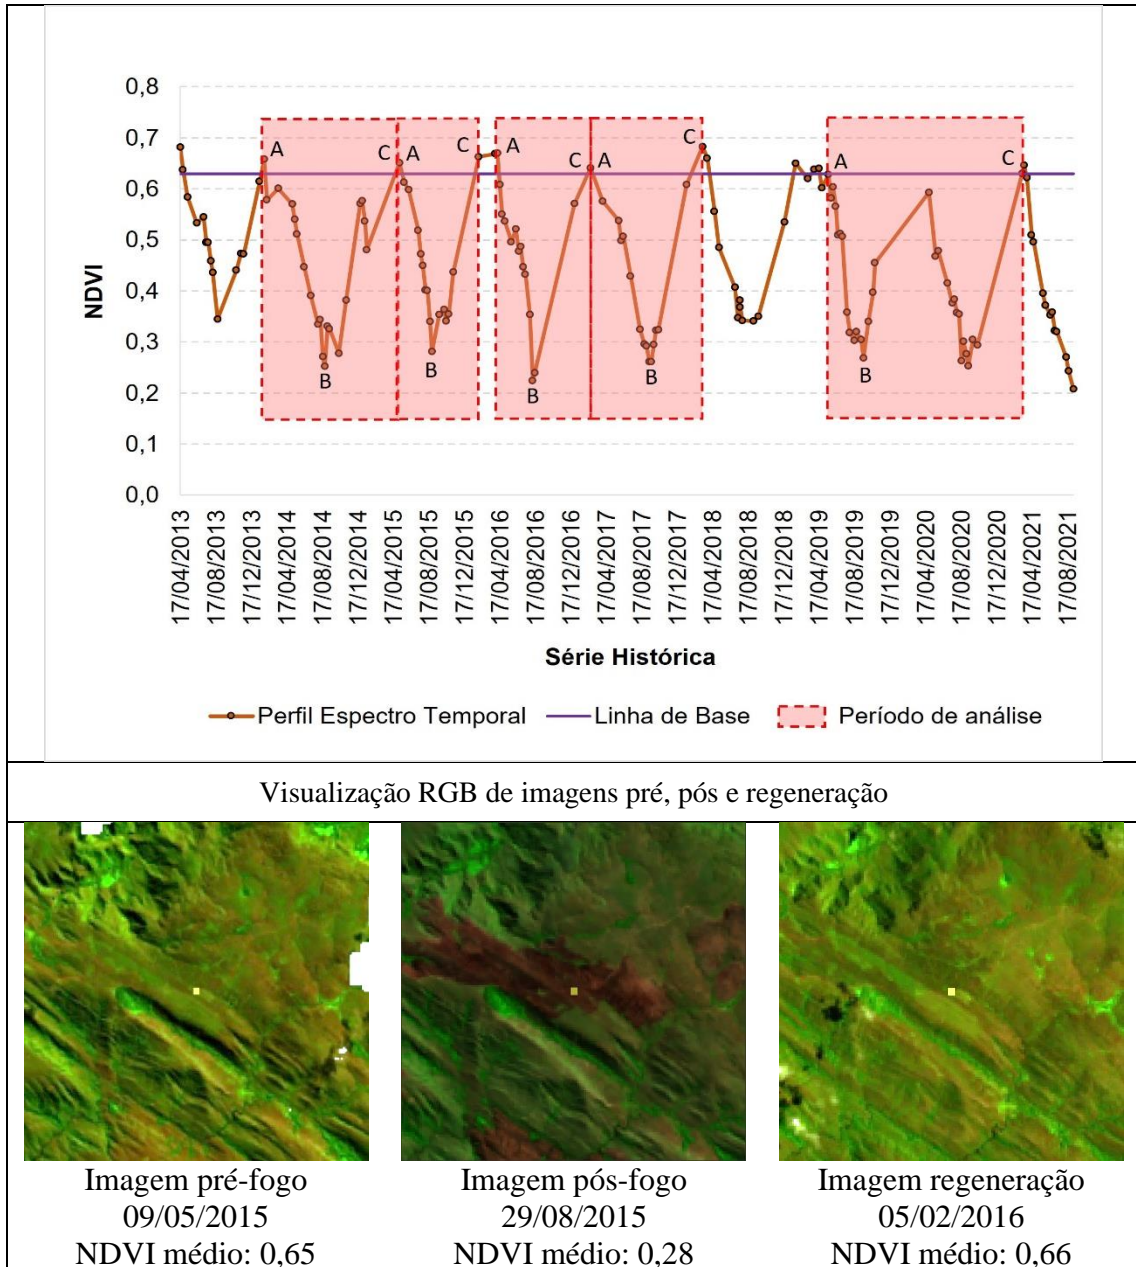 0,8
0,7
0,6
0,5
0,4
0,3
0,2
0,1
0,0
NDVI
A
C
A
C
A
C
A
C
A
C
B
B
B
B
B
17/04/2013
17/08/2013
17/12/2013
17/04/2014
17/08/2014
17/12/2014
17/04/2015
17/08/2015
17/12/2015
17/04/2016
17/08/2016
17/12/2016
17/04/2017
17/08/2017
17/12/2017
17/04/2018
17/08/2018
17/12/2018
17/04/2019
17/08/2019
17/12/2019
17/04/2020
17/08/2020
17/12/2020
17/04/2021
17/08/2021
Série Histórica
Perfil Espectro Temporal
Linha de Base
Período de análise
Visualização RGB de imagens pré, pós e regeneração
Imagem pré-fogo
09/05/2015
NDVI médio: 0,65
Imagem pós-fogo
29/08/2015
NDVI médio: 0,28
Imagem regeneração
05/02/2016
NDVI médio: 0,66